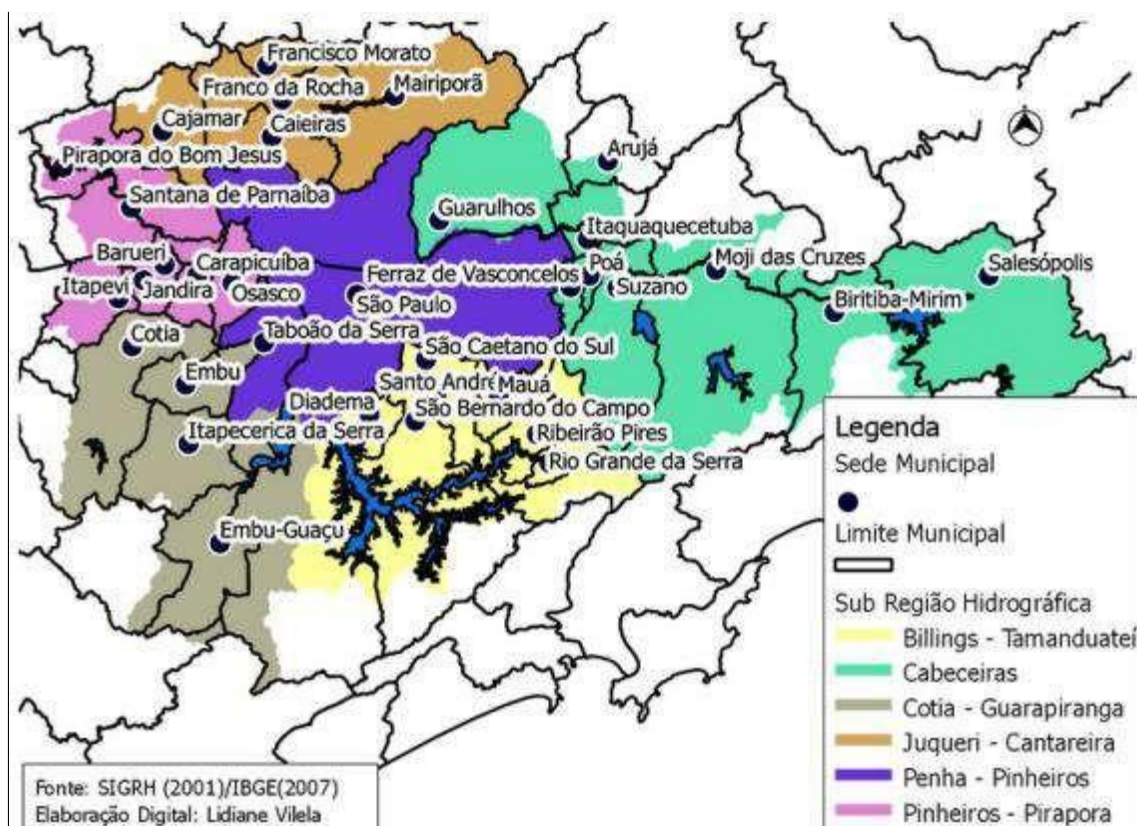 Francisco Morato
Franco da Rocha
Mairiporã
Cajamar
Caieiras
Pirapora do Bom Jesus
Arujá
Santana de Parnaíba
Guarulhos
Itaquaquecetuba
Barueri
Carapicuíba
Ferraz de Vasconcelos
Poá
Moji das Cruzes
Salesópolis
Itapevi
Jandira
Osasco
São Paulo
Suzano
Biritiba-Mirim
Cotia
Taboão da Serra
São Caetano do Sul
Embu
Santo André
Mauá
Diadema
São Bernardo do Campo
Itapecerica da Serra
Ribeirão Pires
Rio Grande da Serra
Embu-Guaçu
Legenda
Sede Municipal
Limite Municipal
Sub Região Hidrográfica
Billings - Tamanduateí
Cabeceiras
Cotia - Guarapiranga
Juqueri - Cantareira
Penha - Pinheiros
Pinheiros - Pirapora
Fonte: SIGRH (2001)/IBGE(2007)
Elaboração Digital: Lidiane Vilela